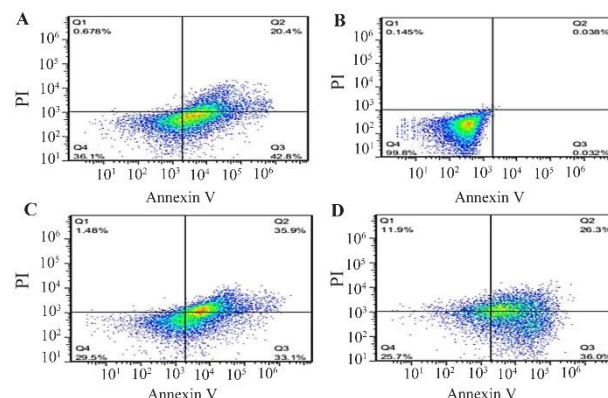 A
Q1
0.678%
Q2
20.4%
Q4
36.1%
Q3
42.8%
PI
10⁶
10⁵
10⁴
10³
10²
10¹
10¹ 10² 10³ 10⁴ 10⁵ 10⁶
Annexin V
B
Q1
0.145%
Q2
0.038%
Q4
99.8%
Q3
0.032%
PI
10⁶
10⁵
10⁴
10³
10²
10¹
10¹ 10² 10³ 10⁴ 10⁵ 10⁶
Annexin V
C
Q1
1.48%
Q2
35.9%
Q4
29.5%
Q3
33.1%
PI
10⁶
10⁵
10⁴
10³
10²
10¹
10¹ 10² 10³ 10⁴ 10⁵ 10⁶
Annexin V
D
Q1
11.9%
Q2
26.3%
Q4
25.7%
Q3
36.0%
PI
10⁶
10⁵
10⁴
10³
10²
10¹
10¹ 10² 10³ 10⁴ 10⁵ 10⁶
Annexin V